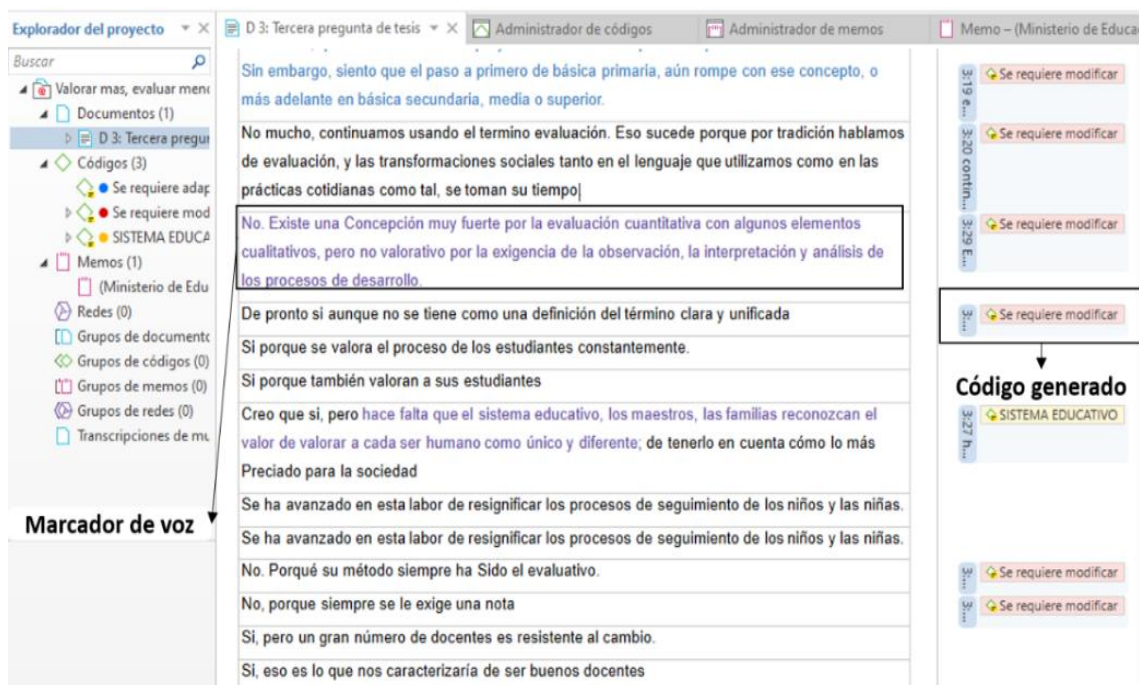 Explorador del proyecto
D 3: Tercera pregunta de tesis
Administrador de códigos
Administrador de memos
Memo – (Ministerio de Educa
Buscar
Valorar mas, evaluar men
Documentos (1)
D 3: Tercera pregur
Códigos (3)
Se requiere adap
Se requiere mod
SISTEMA EDUCA
Memos (1)
(Ministerio de Edu
Redes (0)
Grupos de documento
Grupos de códigos (0)
Grupos de memos (0)
Grupos de redes (0)
Transcripciones de mu
Marcador de voz
Sin embargo, siento que el paso a primero de básica primaria, aún rompe con ese concepto, o
más adelante en básica secundaria, media o superior.
No mucho, continuamos usando el termino evaluación. Eso sucede porque por tradición hablamos
de evaluación, y las transformaciones sociales tanto en el lenguaje que utilizamos como en las
prácticas cotidianas como tal, se toman su tiempo
No. Existe una Concepción muy fuerte por la evaluación cuantitativa con algunos elementos
cualitativos, pero no valorativo por la exigencia de la observación, la interpretación y análisis de
los procesos de desarrollo.
De pronto si aunque no se tiene como una definición del término clara y unificada
Si porque se valora el proceso de los estudiantes constantemente.
Si porque también valoran a sus estudiantes
Creo que si, pero hace falta que el sistema educativo, los maestros, las familias reconozcan el
valor de valorar a cada ser humano como único y diferente; de tenerlo en cuenta cómo lo más
Preciado para la sociedad
Se ha avanzado en esta labor de resignificar los procesos de seguimiento de los niños y las niñas.
Se ha avanzado en esta labor de resignificar los procesos de seguimiento de los niños y las niñas.
No. Porqué su método siempre ha Sido el evaluativo.
No, porque siempre se le exige una nota
Si, pero un gran número de docentes es resistente al cambio.
Si, eso es lo que nos caracterizaría de ser buenos docentes
3:19 e...
Se requiere modificar
3:20 contin...
Se requiere modificar
3:29 E...
Se requiere modificar
3:...
Se requiere modificar
Código generado
3:27 h...
SISTEMA EDUCATIVO
3:...
Se requiere modificar
3:...
Se requiere modificar